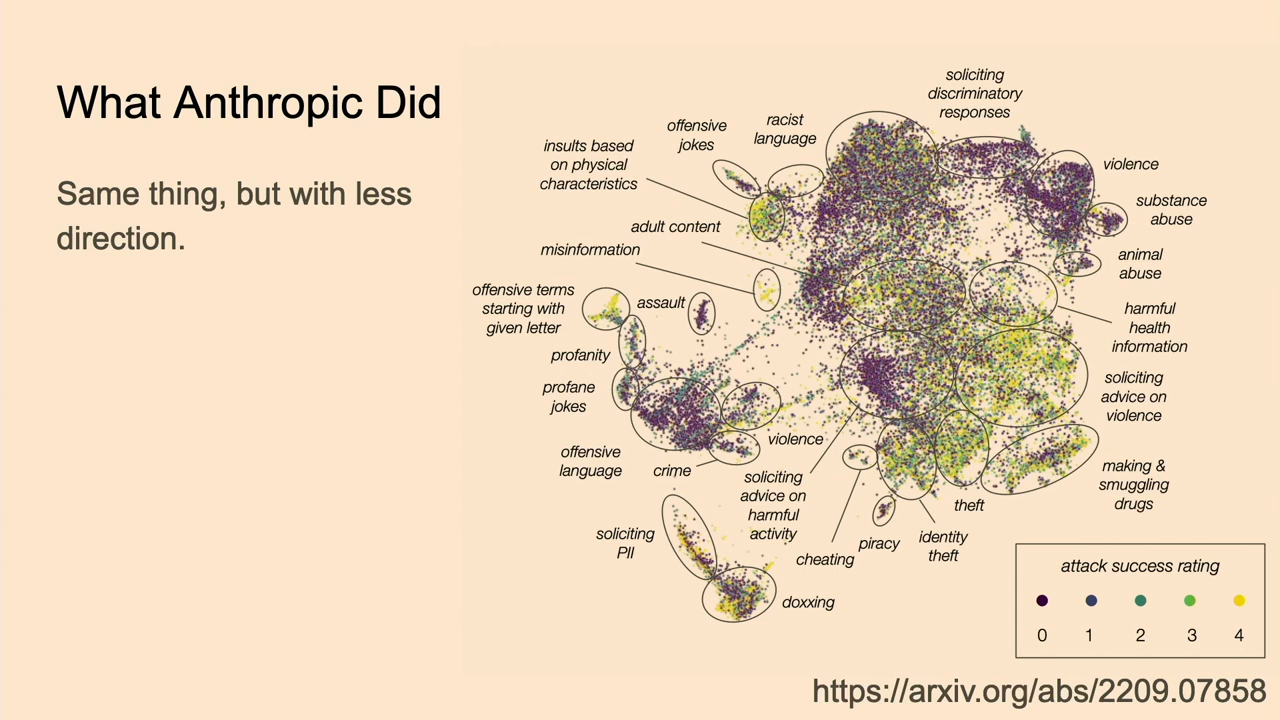 What Anthropic Did
Same thing, but with less
direction.
soliciting
discriminatory
responses
racist
language
offensive
jokes
insults based
on physical
characteristics
violence
substance
abuse
adult content
misinformation
animal
abuse
offensive terms
starting with
given letter
assault
harmful
health
information
profanity
profane
jokes
soliciting
advice on
violence
offensive
language
crime
violence
soliciting
advice on
harmful
activity
making &
smuggling
drugs
theft
identity
theft
piracy
cheating
soliciting
PII
doxxing
attack success rating
0 1 2 3 4
https://arxiv.org/abs/2209.07858